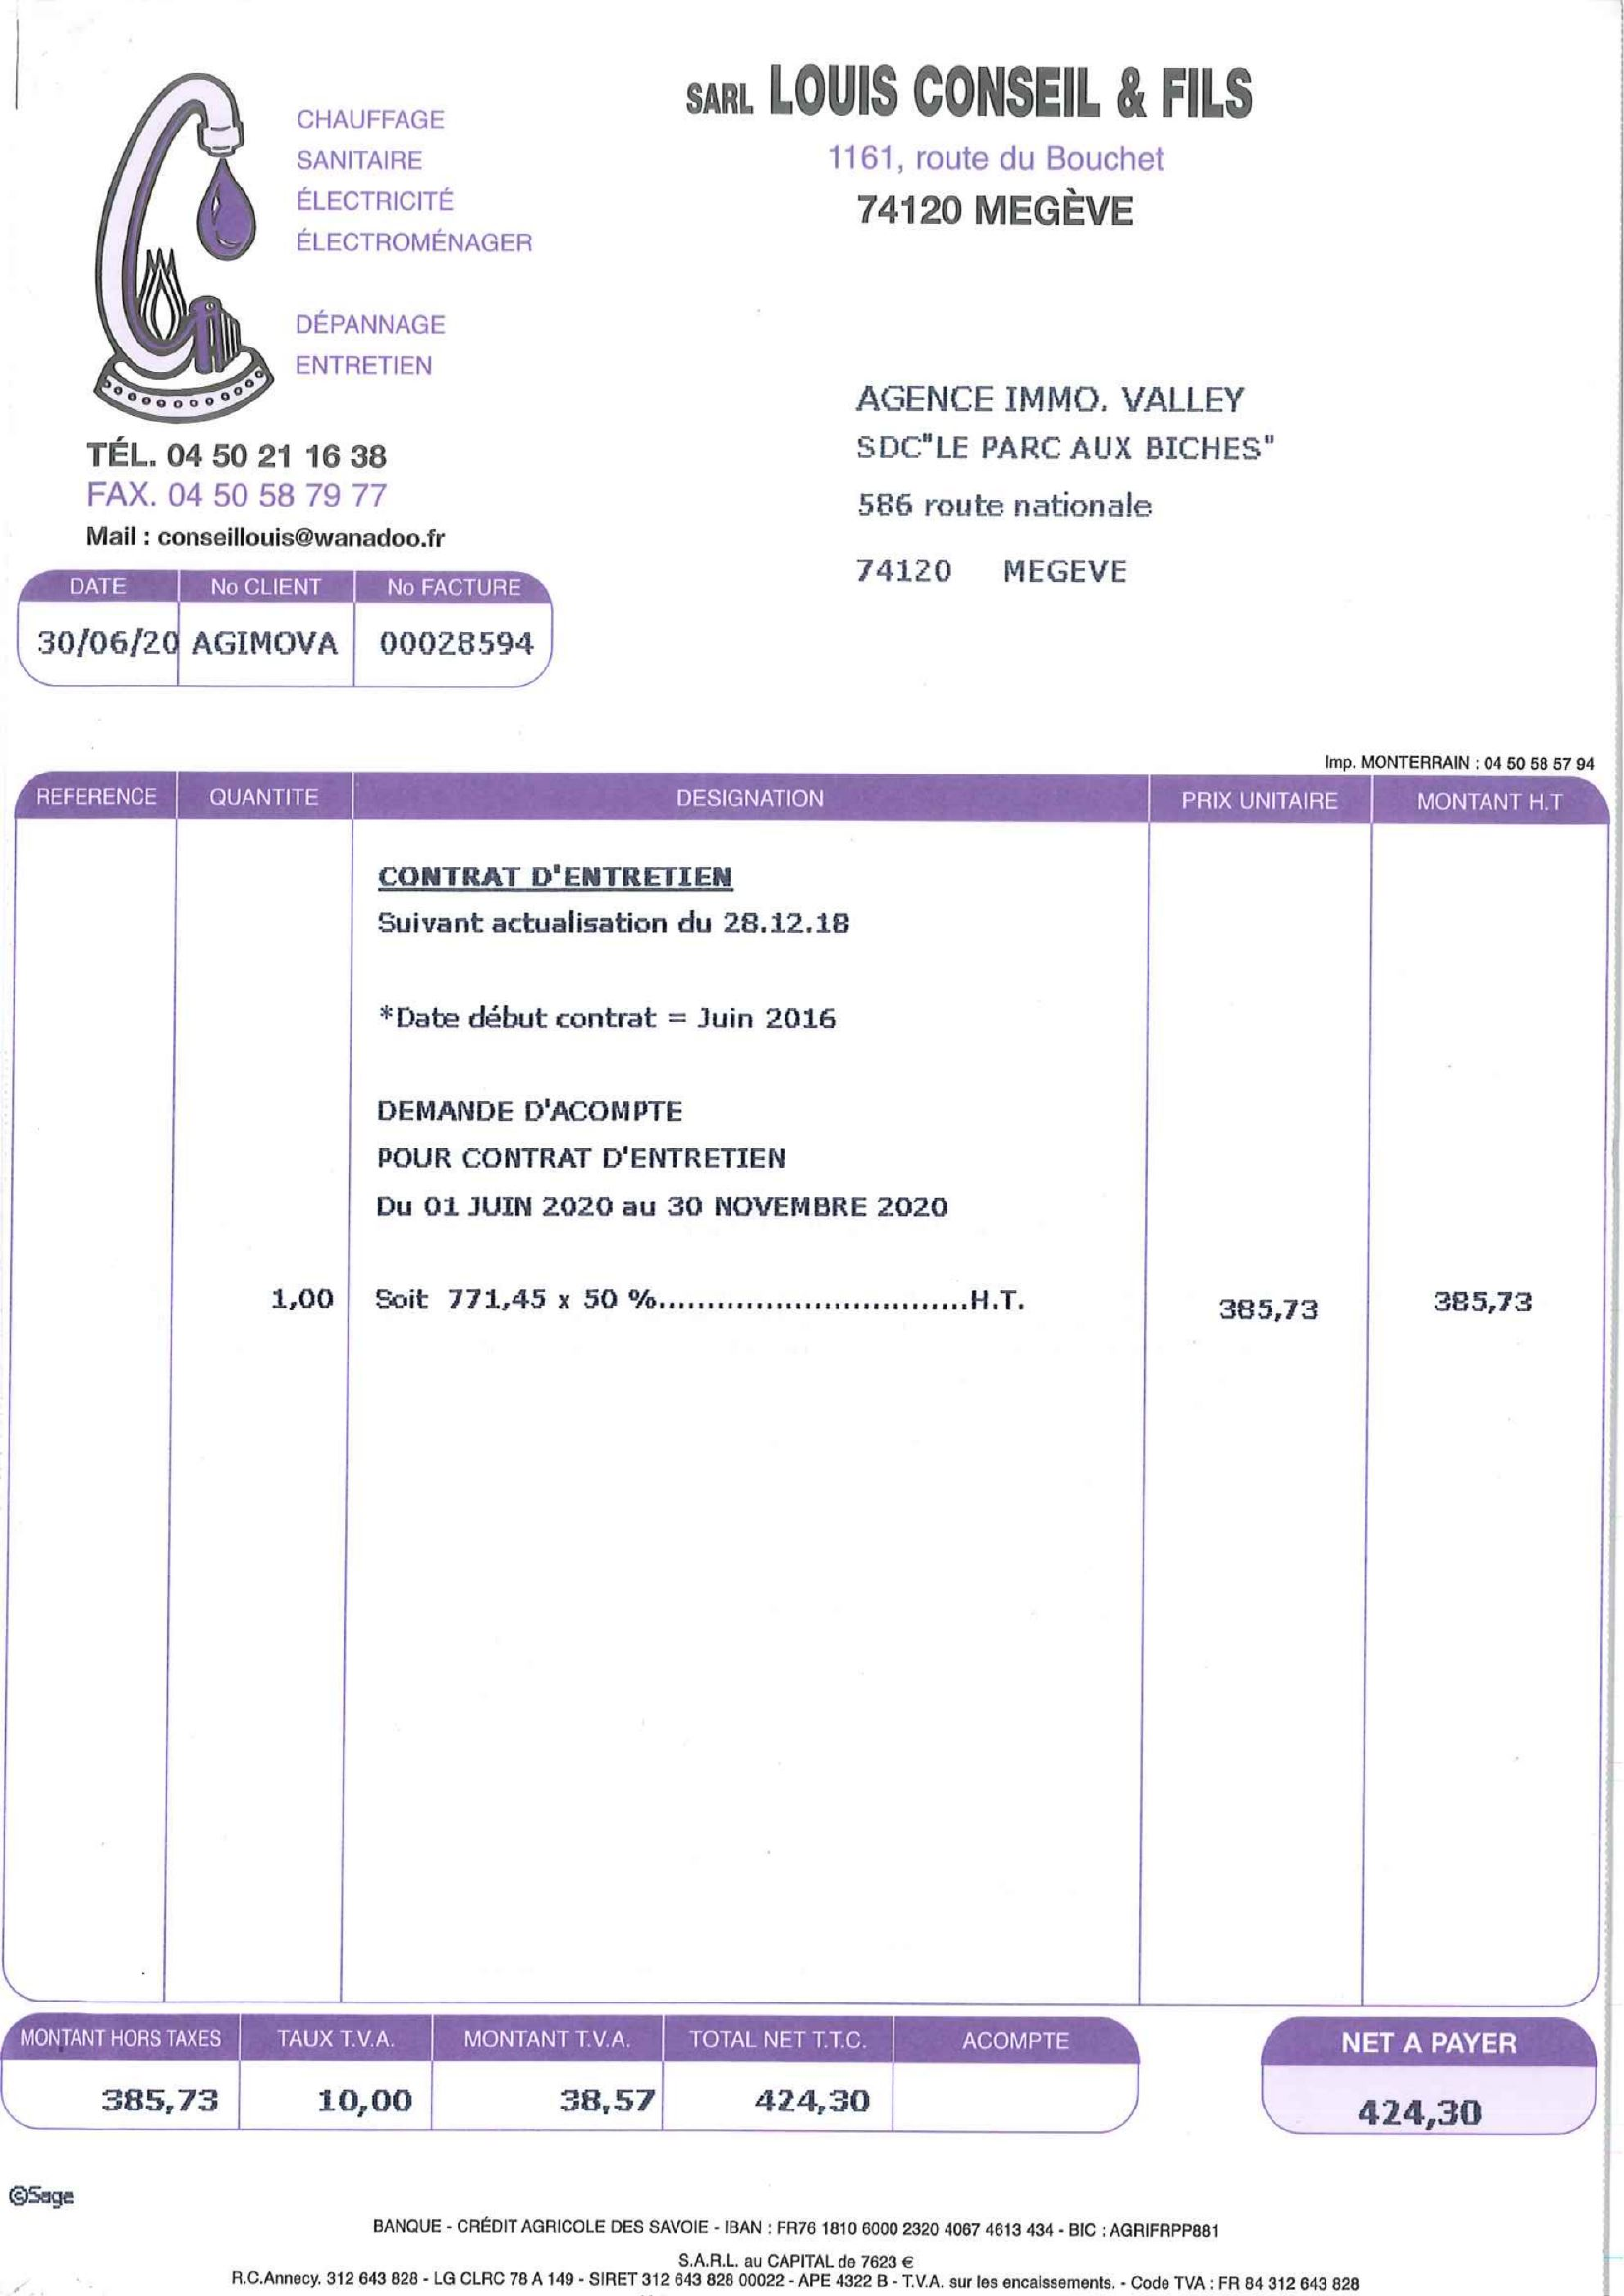 SARL LOUIS CONSEIL & FILS
1161, route du Bouchet
74120 MEGÈVE
CHAUFFAGE
SANITAIRE
ÉLECTRICITÉ
ÉLECTROMÉNAGER
DÉPANNAGE
ENTRETIEN
TÉL. 04 50 21 16 38
FAX. 04 50 58 79 77
Mail : conseillouis@wanadoo.fr
AGENCE IMMO. VALLEY
SDC"LE PARC AUX BICHES"
586 route nationale
74120 MEGEVE
DATE No CLIENT No FACTURE
30/06/20 AGIMOVA 00028594
Imp. MONTERRAIN : 04 50 58 57 94
REFERENCE QUANTITE DESIGNATION PRIX UNITAIRE MONTANT H.T
CONTRAT D'ENTRETIEN
Suivant actualisation du 28.12.18
*Date début contrat = Juin 2016
DEMANDE D'ACOMPTE
POUR CONTRAT D'ENTRETIEN
Du 01 JUIN 2020 au 30 NOVEMBRE 2020
1,00 Soit 771,45 x 50 %................................H.T. 385,73 385,73
MONTANT HORS TAXES TAUX T.V.A. MONTANT T.V.A. TOTAL NET T.T.C. ACOMPTE NET A PAYER
385,73 10,00 38,57 424,30 424,30
©Sage
BANQUE - CRÉDIT AGRICOLE DES SAVOIE - IBAN : FR76 1810 6000 2320 4067 4613 434 - BIC : AGRIFRPP881
S.A.R.L. au CAPITAL de 7623 €
R.C.Annecy. 312 643 828 - LG CLRC 78 A 149 - SIRET 312 643 828 00022 - APE 4322 B - T.V.A. sur les encaissements. - Code TVA : FR 84 312 643 828